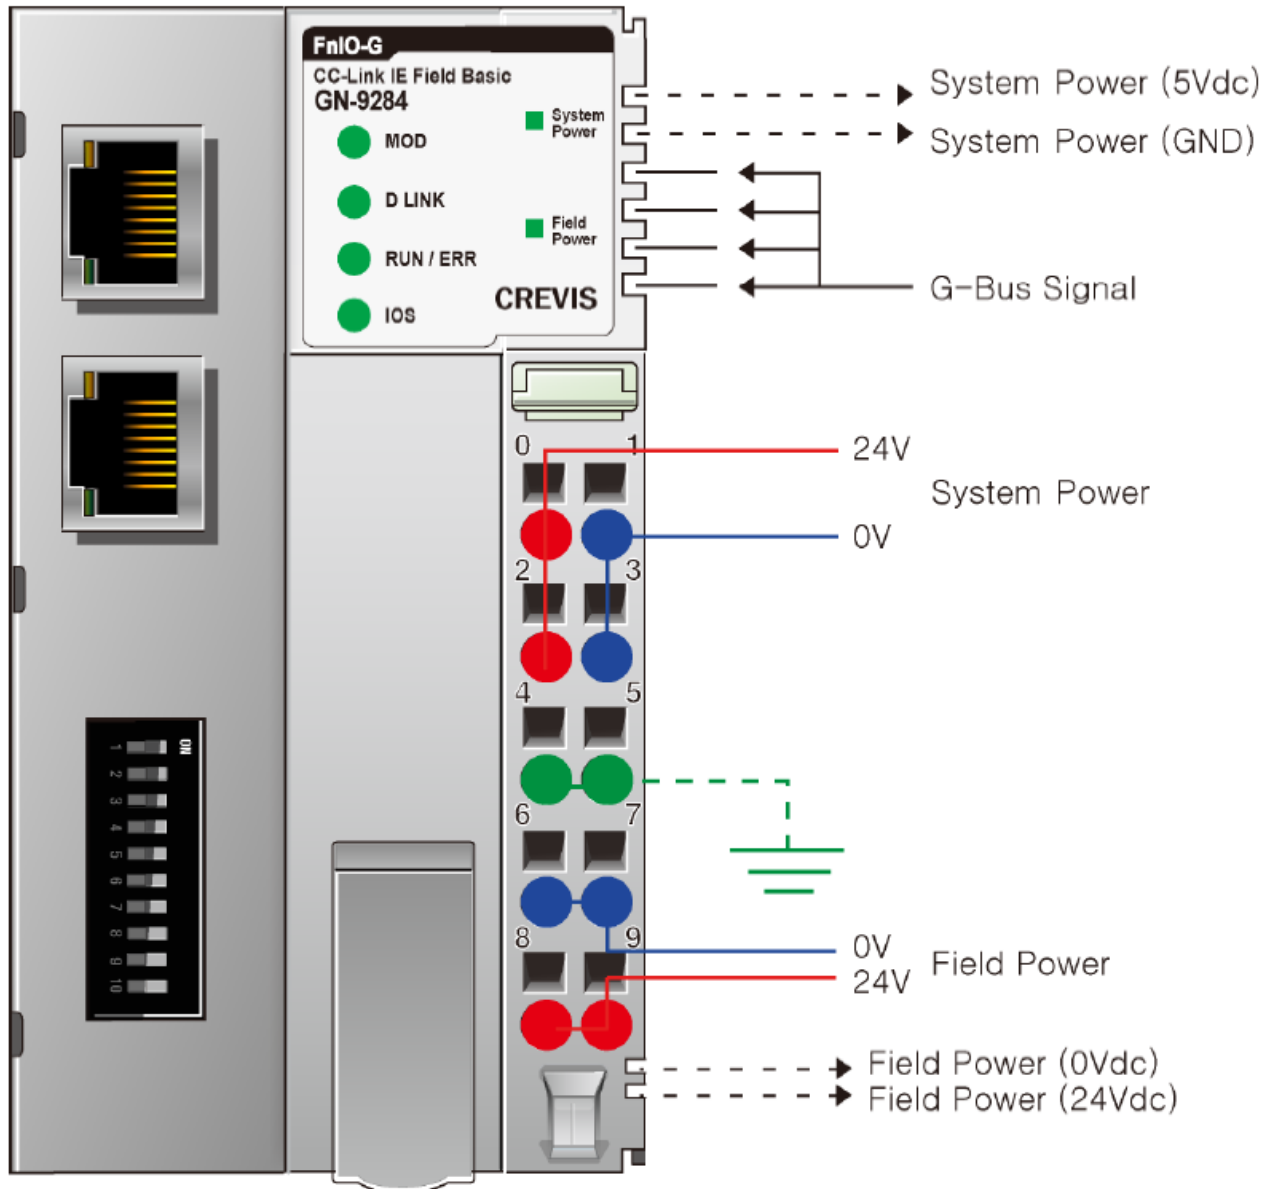 FnIO-G
CC-Link IE Field Basic
GN-9284
System
Power
MOD
D LINK
Field
Power
RUN / ERR
CREVIS
IOS
System Power (5Vdc)
System Power (GND)
G-Bus Signal
0 1
24V
System Power
0V
2 3
4 5
6 7
8 9
0V
24V
Field Power
Field Power (0Vdc)
Field Power (24Vdc)
ON
1
2
3
4
5
6
7
8
9
10